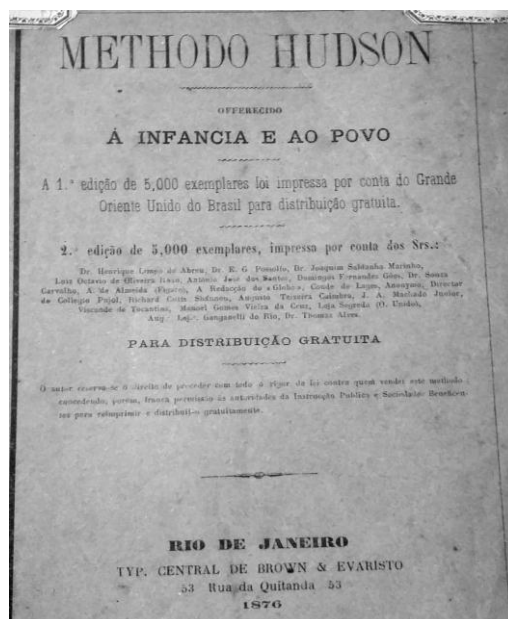 METHODO HUDSON
OFFERECIDO
Á INFANCIA E AO POVO
A 1.ª edição de 5,000 exemplares foi impressa por conta do Grande
Oriente Unido do Brasil para distribuição gratuita.
2.ª edição de 5,000 exemplares, impressa por conta dos Srs.:
Dr. Henrique Limpo de Abreu, Dr. E. G. Possollo, Dr. Joaquim Saldanha Marinho,
Luiz Octavio de Oliveira Antonio José dos Santos, Domingos Fernandes Góes, Dr. Souza
Carvalho, A. de Almeida A Redacção do «Globo», Conde de Lages, Anonymo, Director
do Collegio Pujol, Richard Augusto Teixeira Coimbra, J. A. Machado Junior,
Visconde de Tocantins, Manoel Gomes Vieira da Cruz, Loja Segredo (O. Unido),
Aug.·. Loj.·. Ganganelli do Rio, Dr. Thomaz Alves.
PARA DISTRIBUIÇÃO GRATUITA
O autor reserva-se o direito de proceder com todo o rigor da lei contra quem vender este methodo
concedendo, porém, franca permissão ás autoridades da Instrucção Publica e Sociedades Beneficen-
tes para reimprimir e distribuil-o gratuitamente.
RIO DE JANEIRO
TYP. CENTRAL DE BROWN & EVARISTO
53 Rua da Quitanda 53
1876